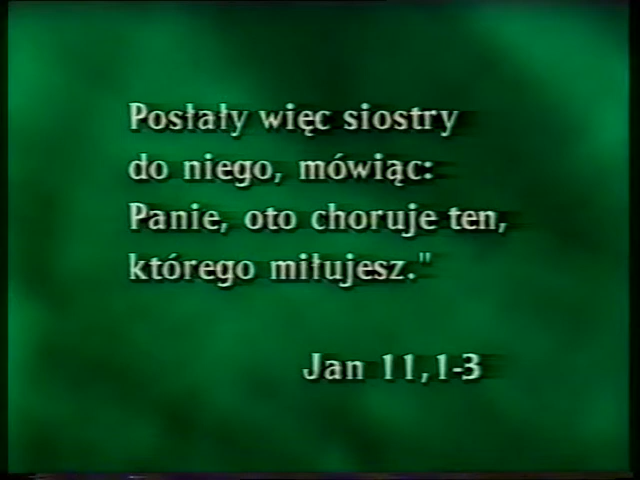 Posłały więc siostry
do niego, mówiąc:
Panie, oto choruje ten,
którego miłujesz."
Jan 11,1-3